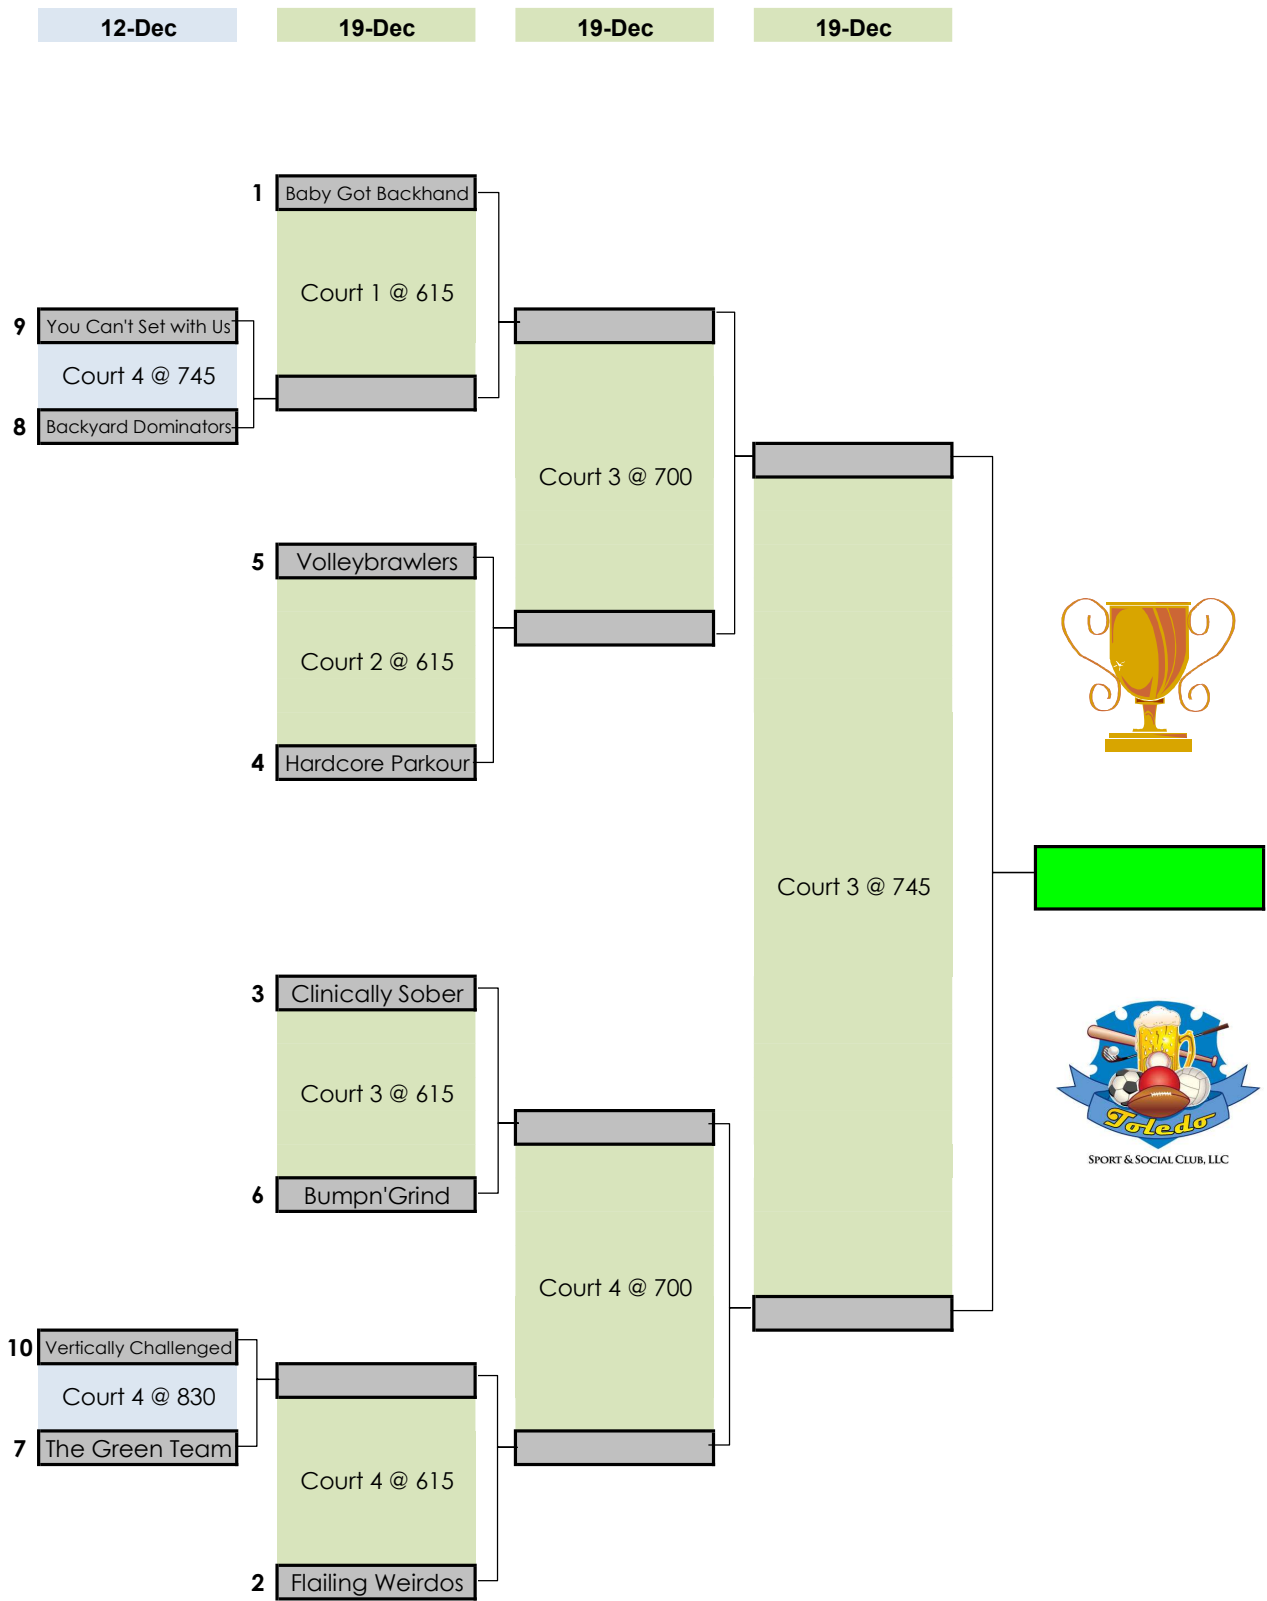 12-Dec
19-Dec
19-Dec
19-Dec
1 Baby Got Backhand
Court 1 @ 615
9 You Can't Set with Us
Court 4 @ 745
8 Backyard Dominators
Court 3 @ 700
5 Volleybrawlers
Court 2 @ 615
4 Hardcore Parkour
Court 3 @ 745
3 Clinically Sober
Court 3 @ 615
6 Bumpn'Grind
Toledo
SPORT & SOCIAL CLUB, LLC
Court 4 @ 700
10 Vertically Challenged
Court 4 @ 830
7 The Green Team
Court 4 @ 615
2 Flailing Weirdos